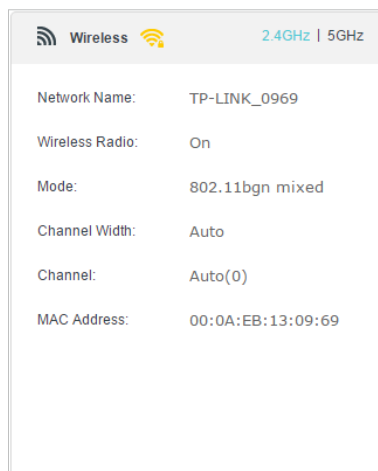 Wireless 2.4GHz | 5GHz
Network Name: TP-LINK_0969
Wireless Radio: On
Mode: 802.11bgn mixed
Channel Width: Auto
Channel: Auto(0)
MAC Address: 00:0A:EB:13:09:69